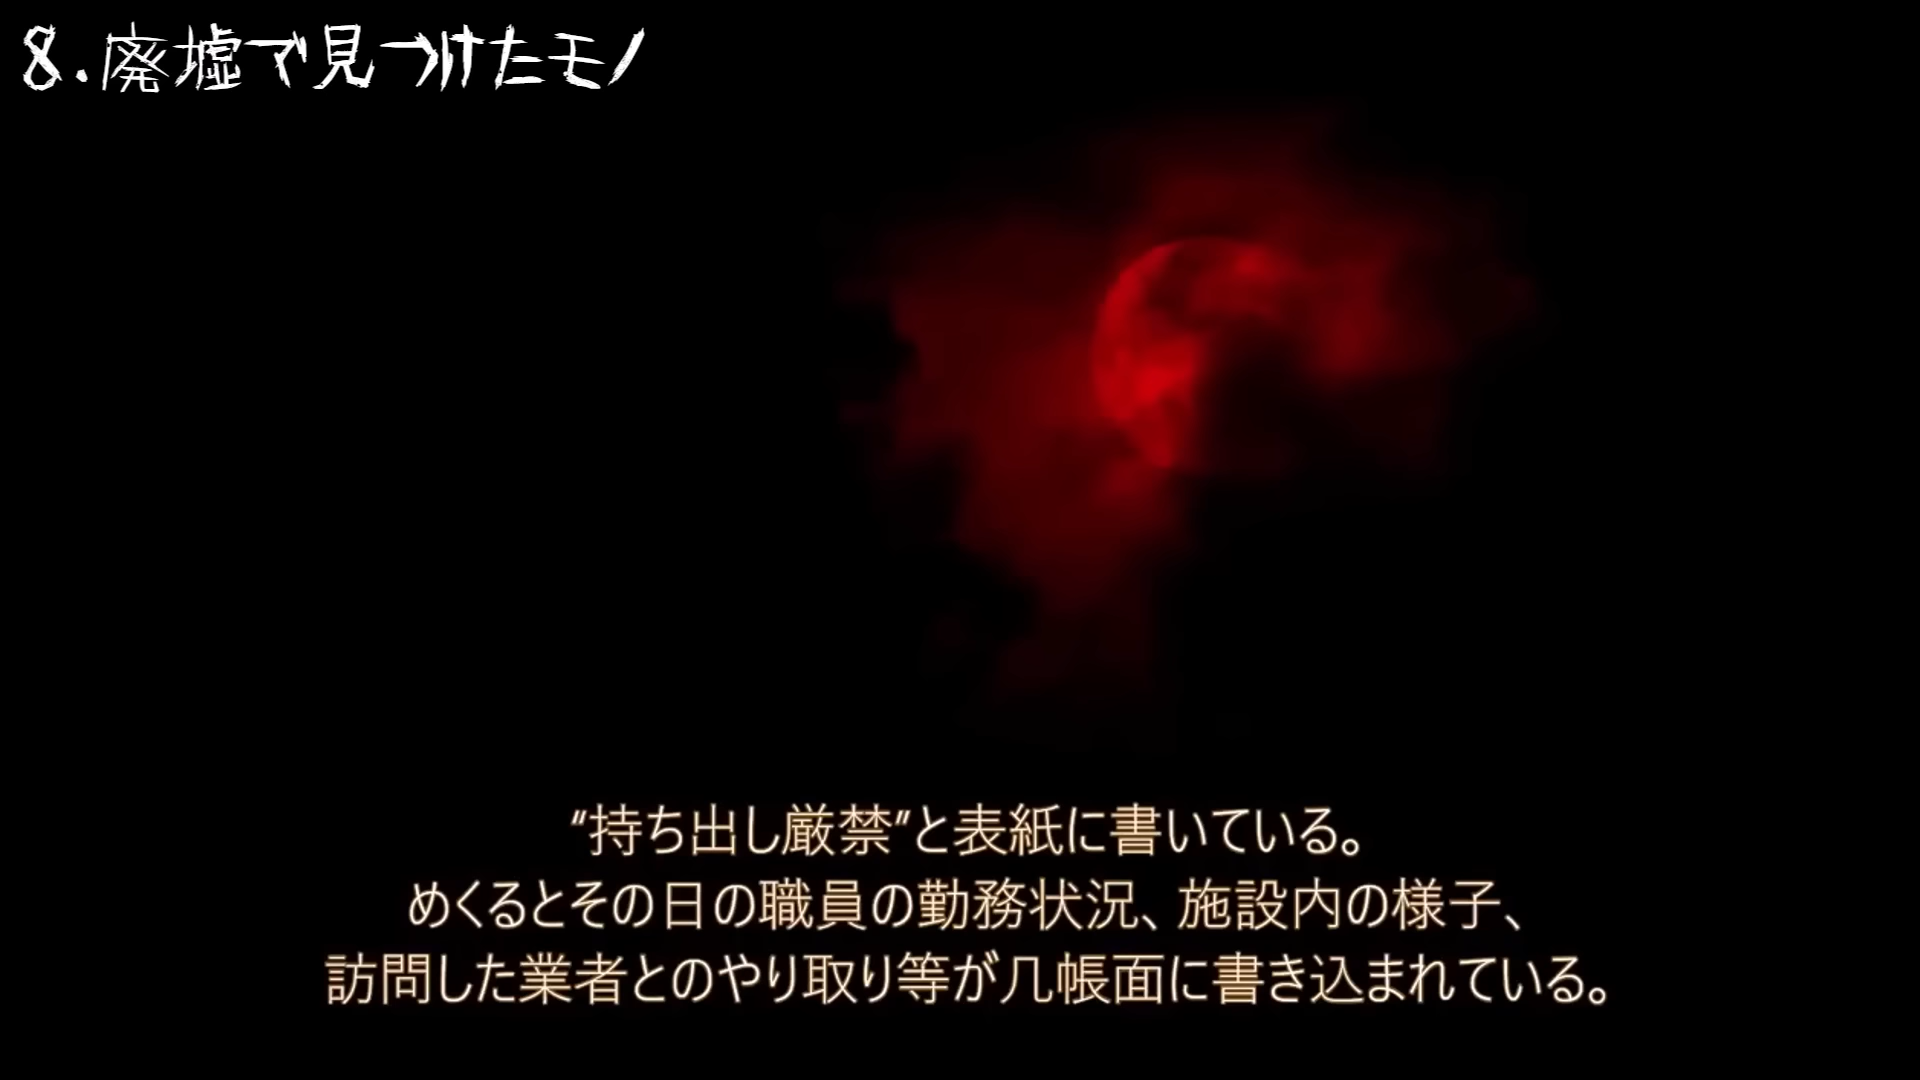 8.廃墟で見つけたモノ
“持ち出し厳禁”と表紙に書いている。
めくるとその日の職員の勤務状況、施設内の様子、
訪問した業者とのやり取り等が几帳面に書き込まれている。